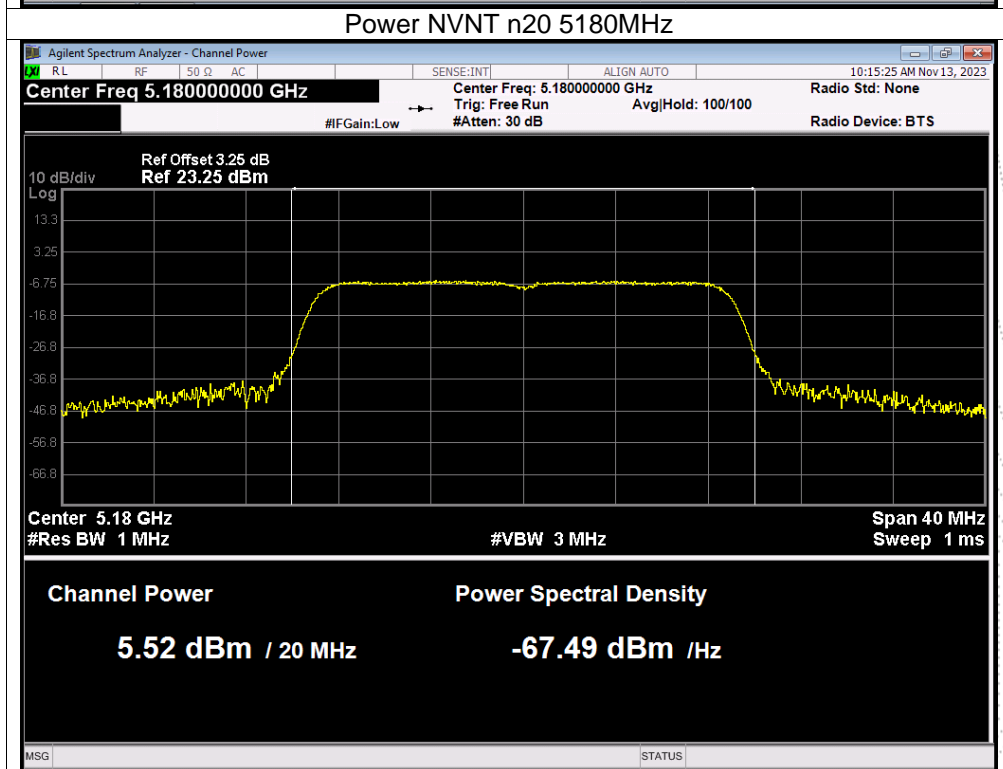 Power NVNT n20 5180MHz
Agilent Spectrum Analyzer - Channel Power
LXI RL RF 50 Ω AC SENSE:INT ALIGN AUTO 10:15:25 AM Nov 13, 2023
Center Freq 5.180000000 GHz Center Freq: 5.180000000 GHz Radio Std: None
Trig: Free Run Avg|Hold: 100/100
#IFGain:Low #Atten: 30 dB Radio Device: BTS
Ref Offset 3.25 dB
10 dB/div Ref 23.25 dBm
Log
13.3
3.25
-6.75
-16.8
-26.8
-36.8
-46.8
-56.8
-66.8
Center 5.18 GHz Span 40 MHz
#Res BW 1 MHz #VBW 3 MHz Sweep 1 ms
Channel Power Power Spectral Density
5.52 dBm / 20 MHz -67.49 dBm /Hz
MSG STATUS